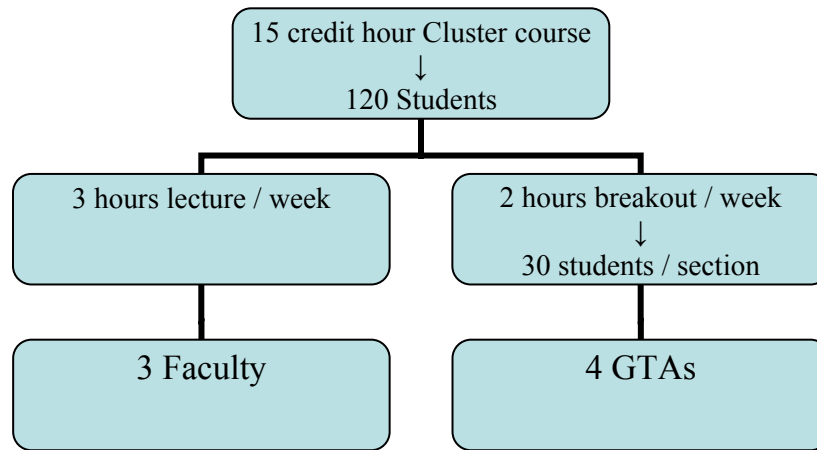 15 credit hour Cluster course
↓
120 Students
3 hours lecture / week
2 hours breakout / week
↓
30 students / section
3 Faculty
4 GTAs